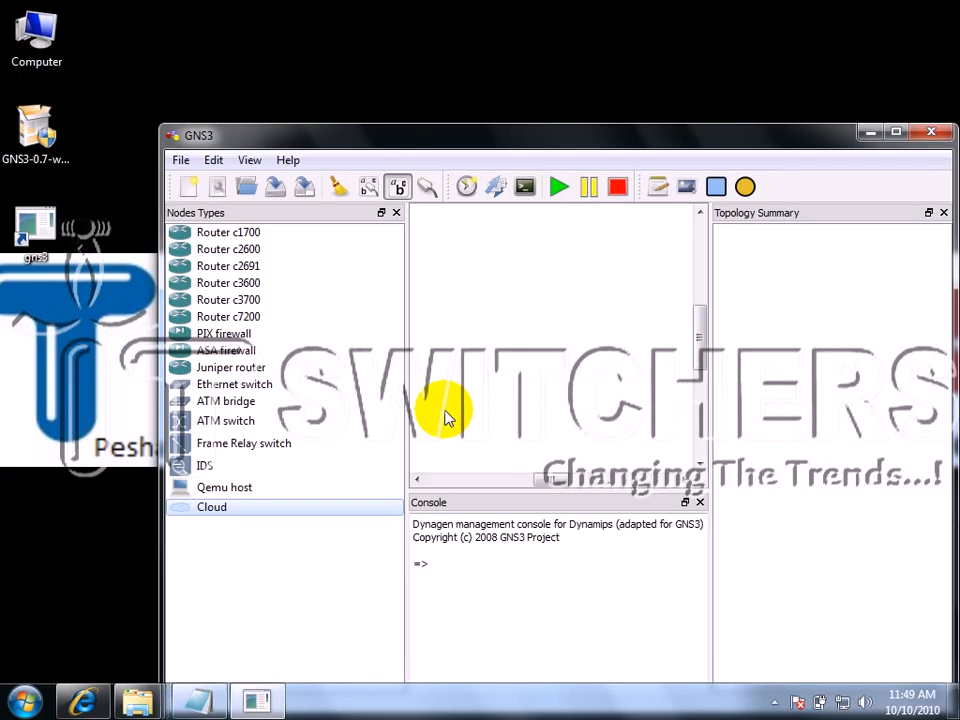 Computer
GNS3-0.7-w...
gns3
GNS3
File Edit View Help
Nodes Types
Router c1700
Router c2600
Router c2691
Router c3600
Router c3700
Router c7200
PIX firewall
ASA firewall
Juniper router
Ethernet switch
ATM bridge
ATM switch
Frame Relay switch
IDS
Qemu host
Cloud
Topology Summary
Console
Dynagen management console for Dynamips (adapted for GNS3)
Copyright (c) 2008 GNS3 Project
=>
IT SWITCHERS
Changing The Trends...!
Pesha
11:49 AM
10/10/2010